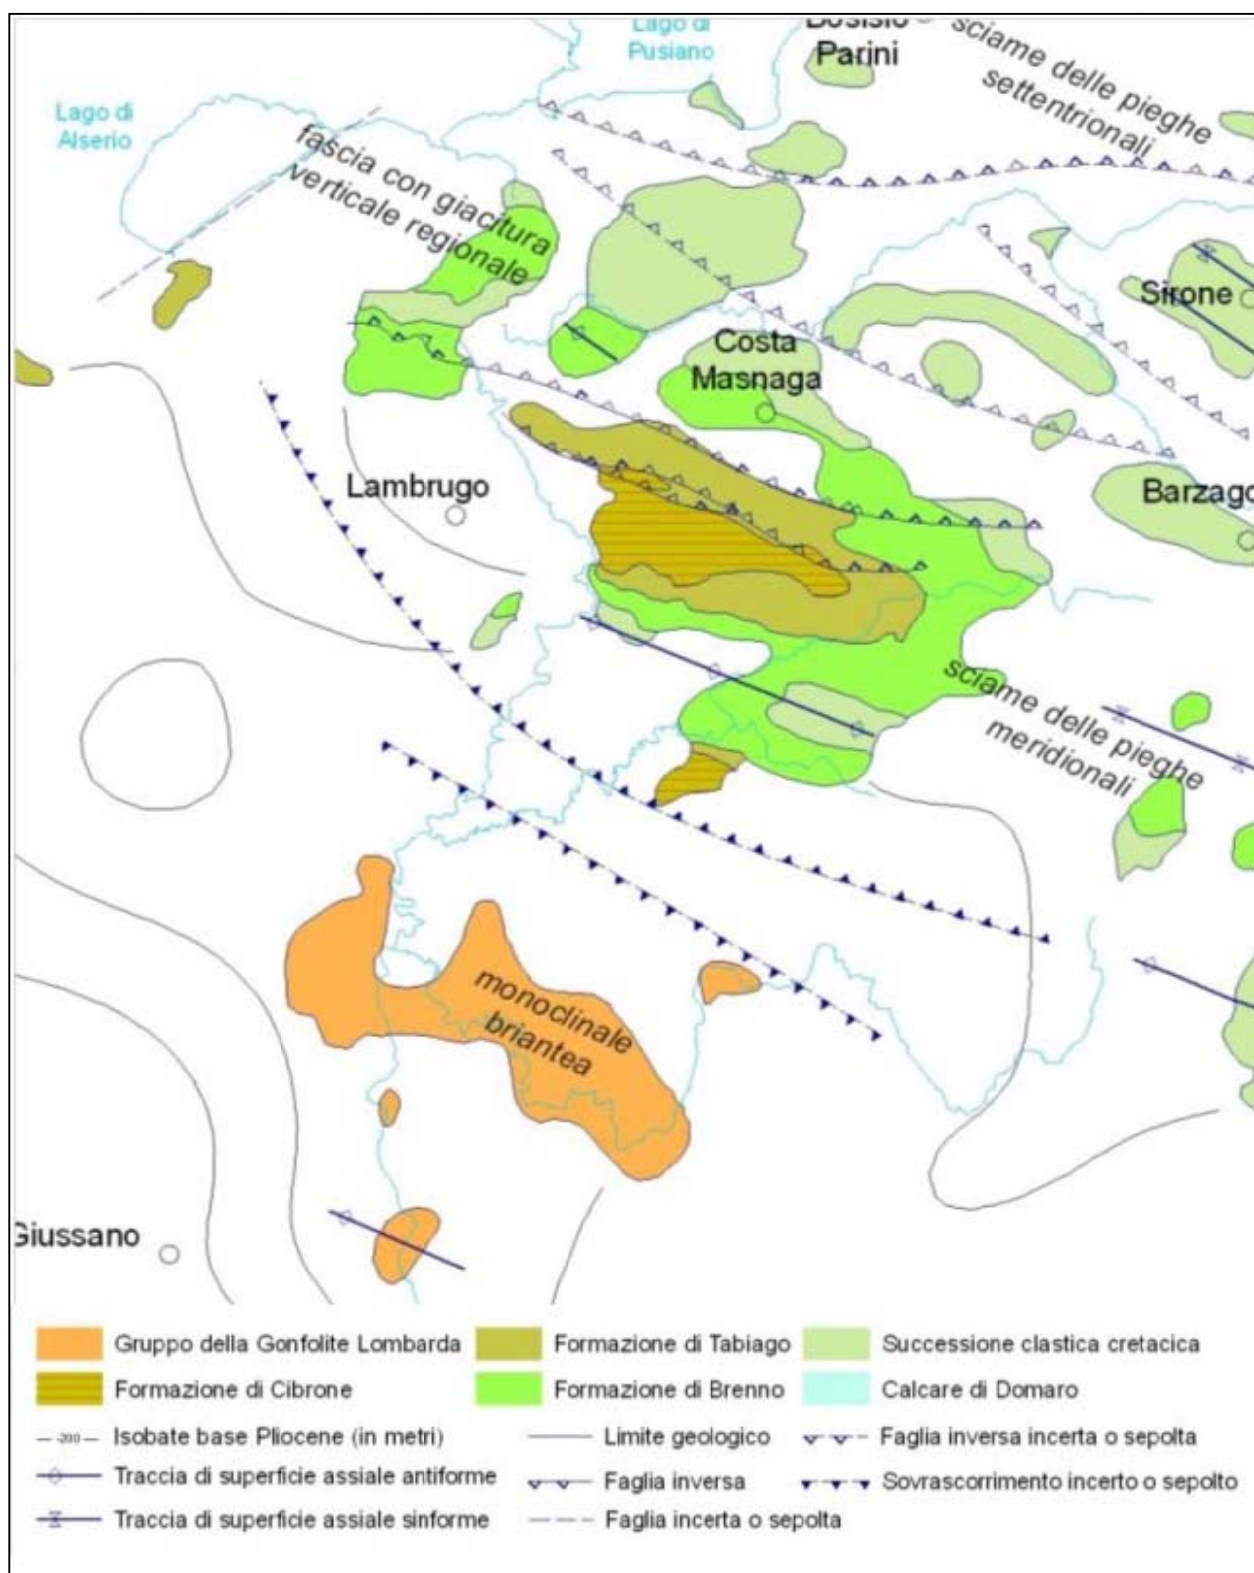 Lago di
Pusiano
Bosisio
Parini
sciame delle pieghe
settentrionali
Lago di
Alserio
fascia con giacitura
verticale regionale
Sirone
Costa
Masnaga
Lambrugo
Barzago
sciame delle pieghe
meridionali
monoclinale
briantea
Giussano
Gruppo della Gonfolite Lombarda
Formazione di Tabiago
Successione clastica cretacica
Formazione di Cibrone
Formazione di Brenno
Calcare di Domaro
-200
Isobate base Pliocene (in metri)
Limite geologico
Faglia inversa incerta o sepolta
Traccia di superficie assiale antiforme
Faglia inversa
Sovrascorrimento incerto o sepolto
Traccia di superficie assiale sinforme
Faglia incerta o sepolta